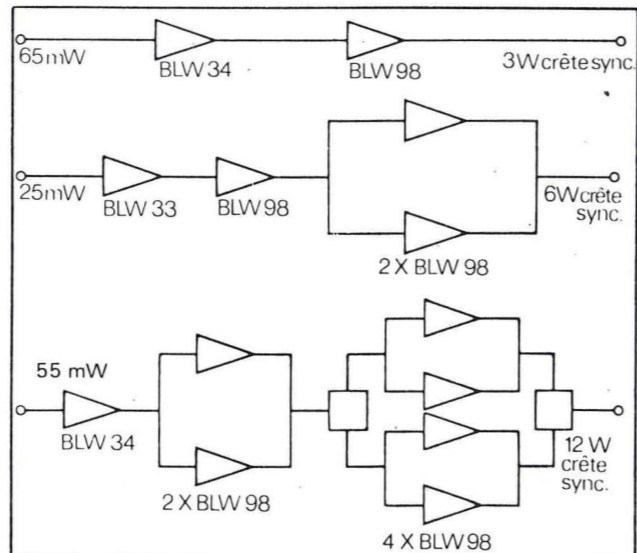 65mW
BLW 34
BLW 98
3W crête sync.
25mW
BLW 33
BLW 98
2 X BLW 98
6W crête
sync.
55 mW
BLW 34
2 X BLW 98
4 X BLW 98
12 W
crête
sync.